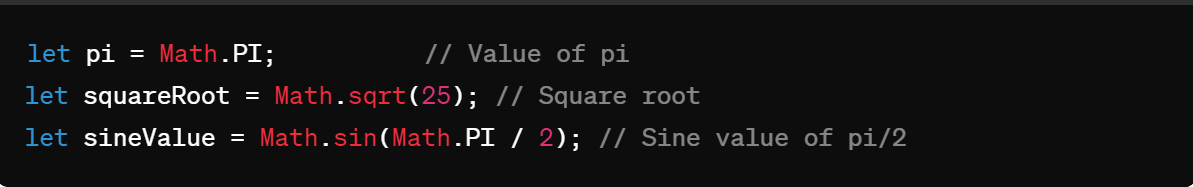 let pi = Math.PI;          // Value of pi
let squareRoot = Math.sqrt(25); // Square root
let sineValue = Math.sin(Math.PI / 2); // Sine value of pi/2